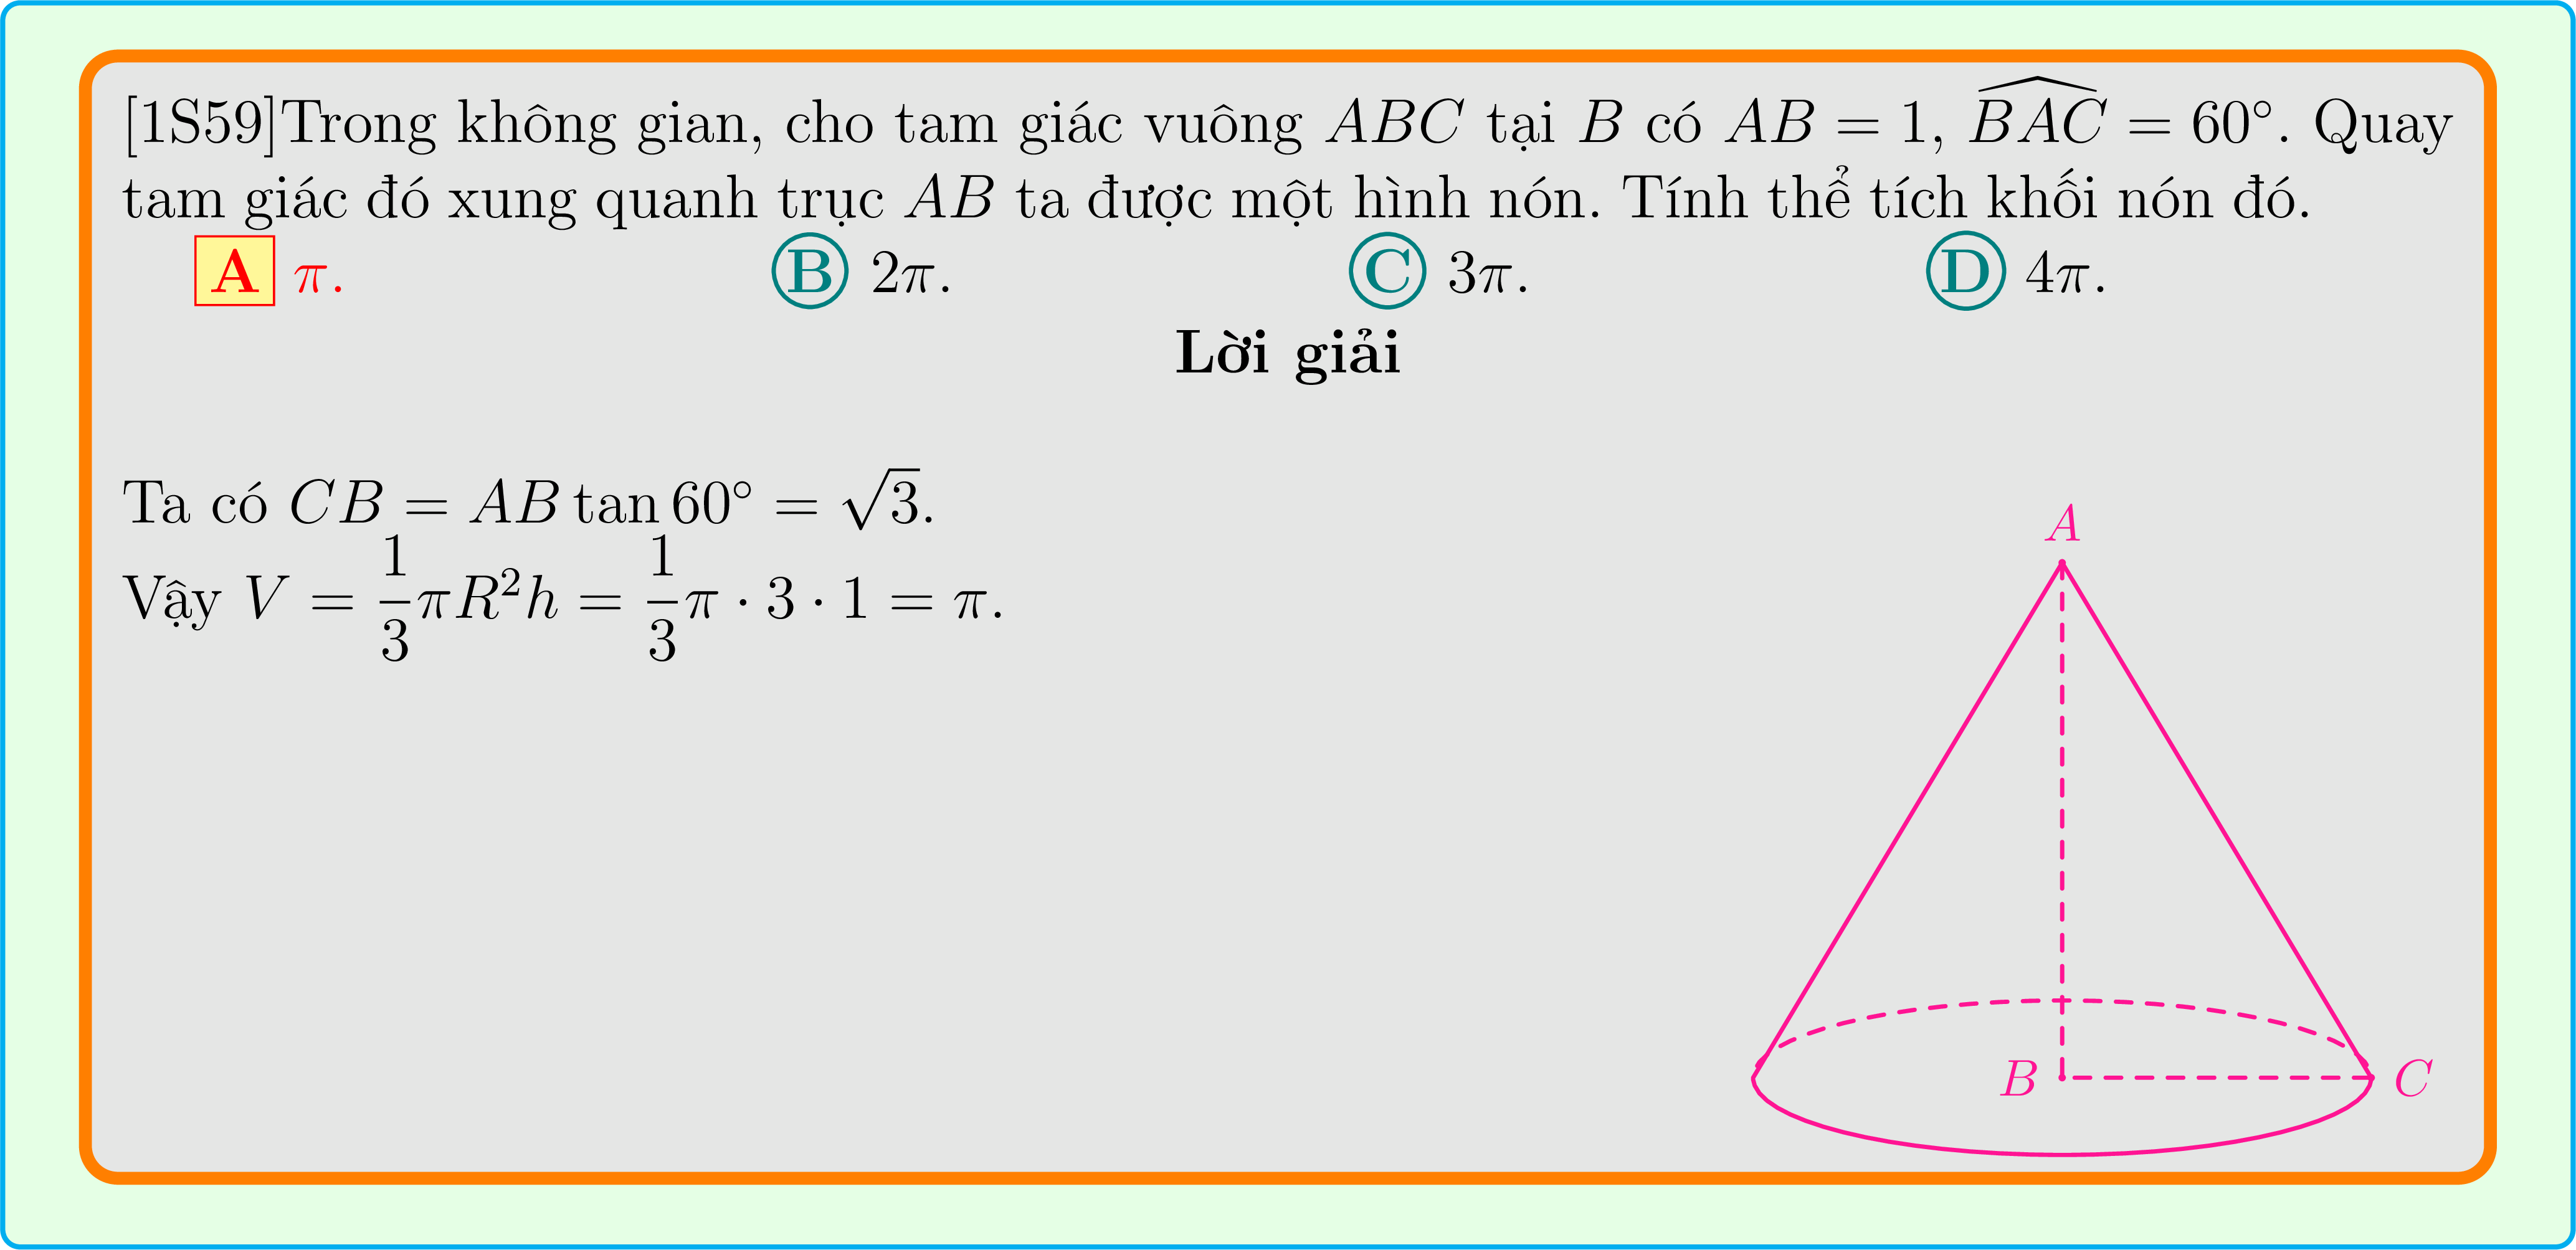 [1S59]Trong không gian, cho tam giác vuông $ABC$ tại $B$ có $AB = 1$, $\widehat{BAC} = 60^\circ$. Quay
tam giác đó xung quanh trục $AB$ ta được một hình nón. Tính thể tích khối nón đó.
A $\pi$. B $2\pi$. C $3\pi$. D $4\pi$.
Lời giải
Ta có $CB = AB \tan 60^\circ = \sqrt{3}$.
Vậy $V = \dfrac{1}{3}\pi R^2 h = \dfrac{1}{3}\pi \cdot 3 \cdot 1 = \pi$.
A
B C